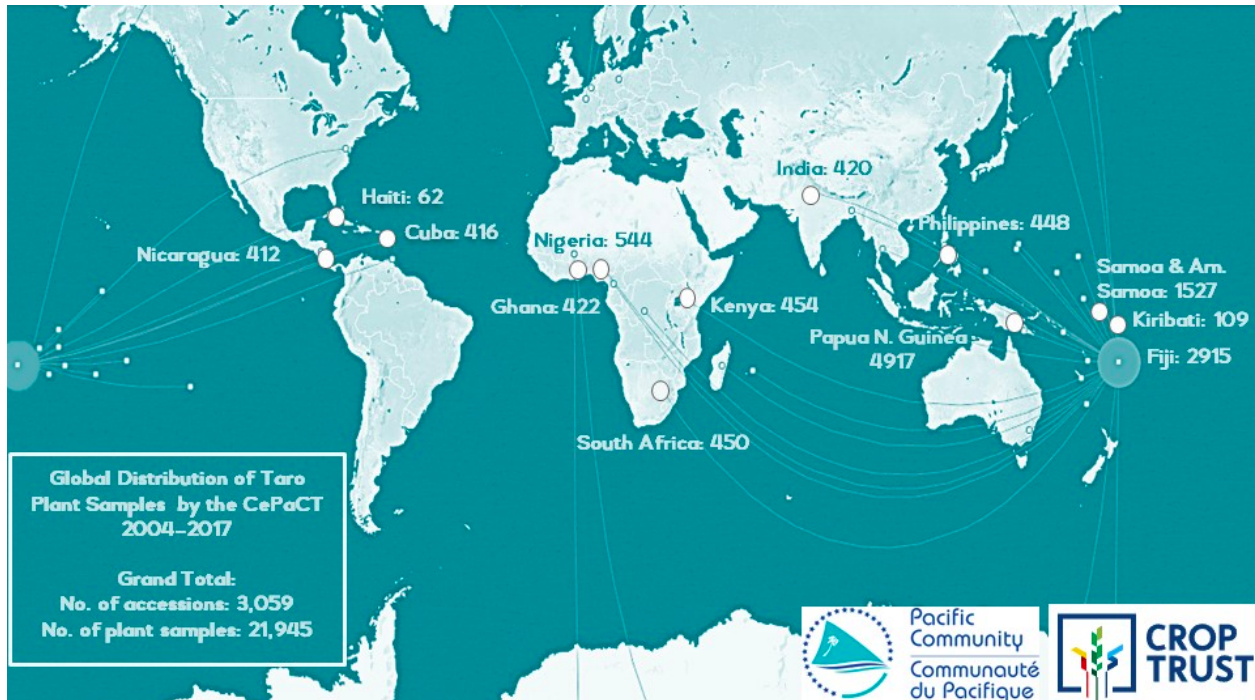 India: 420
Haiti: 62
Philippines: 448
Cuba: 416
Nigeria: 544
Nicaragua: 412
Samoa & Am.
Samoa: 1527
Ghana: 422
Kenya: 454
Kiribati: 109
Papua N. Guinea
4917
Fiji: 2915
South Africa: 450
Global Distribution of Taro
Plant Samples by the CePaCT
2004-2017
Grand Total:
No. of accessions: 3,059
No. of plant samples: 21,945
Pacific
Community
Communauté
du Pacifique
CROP
TRUST